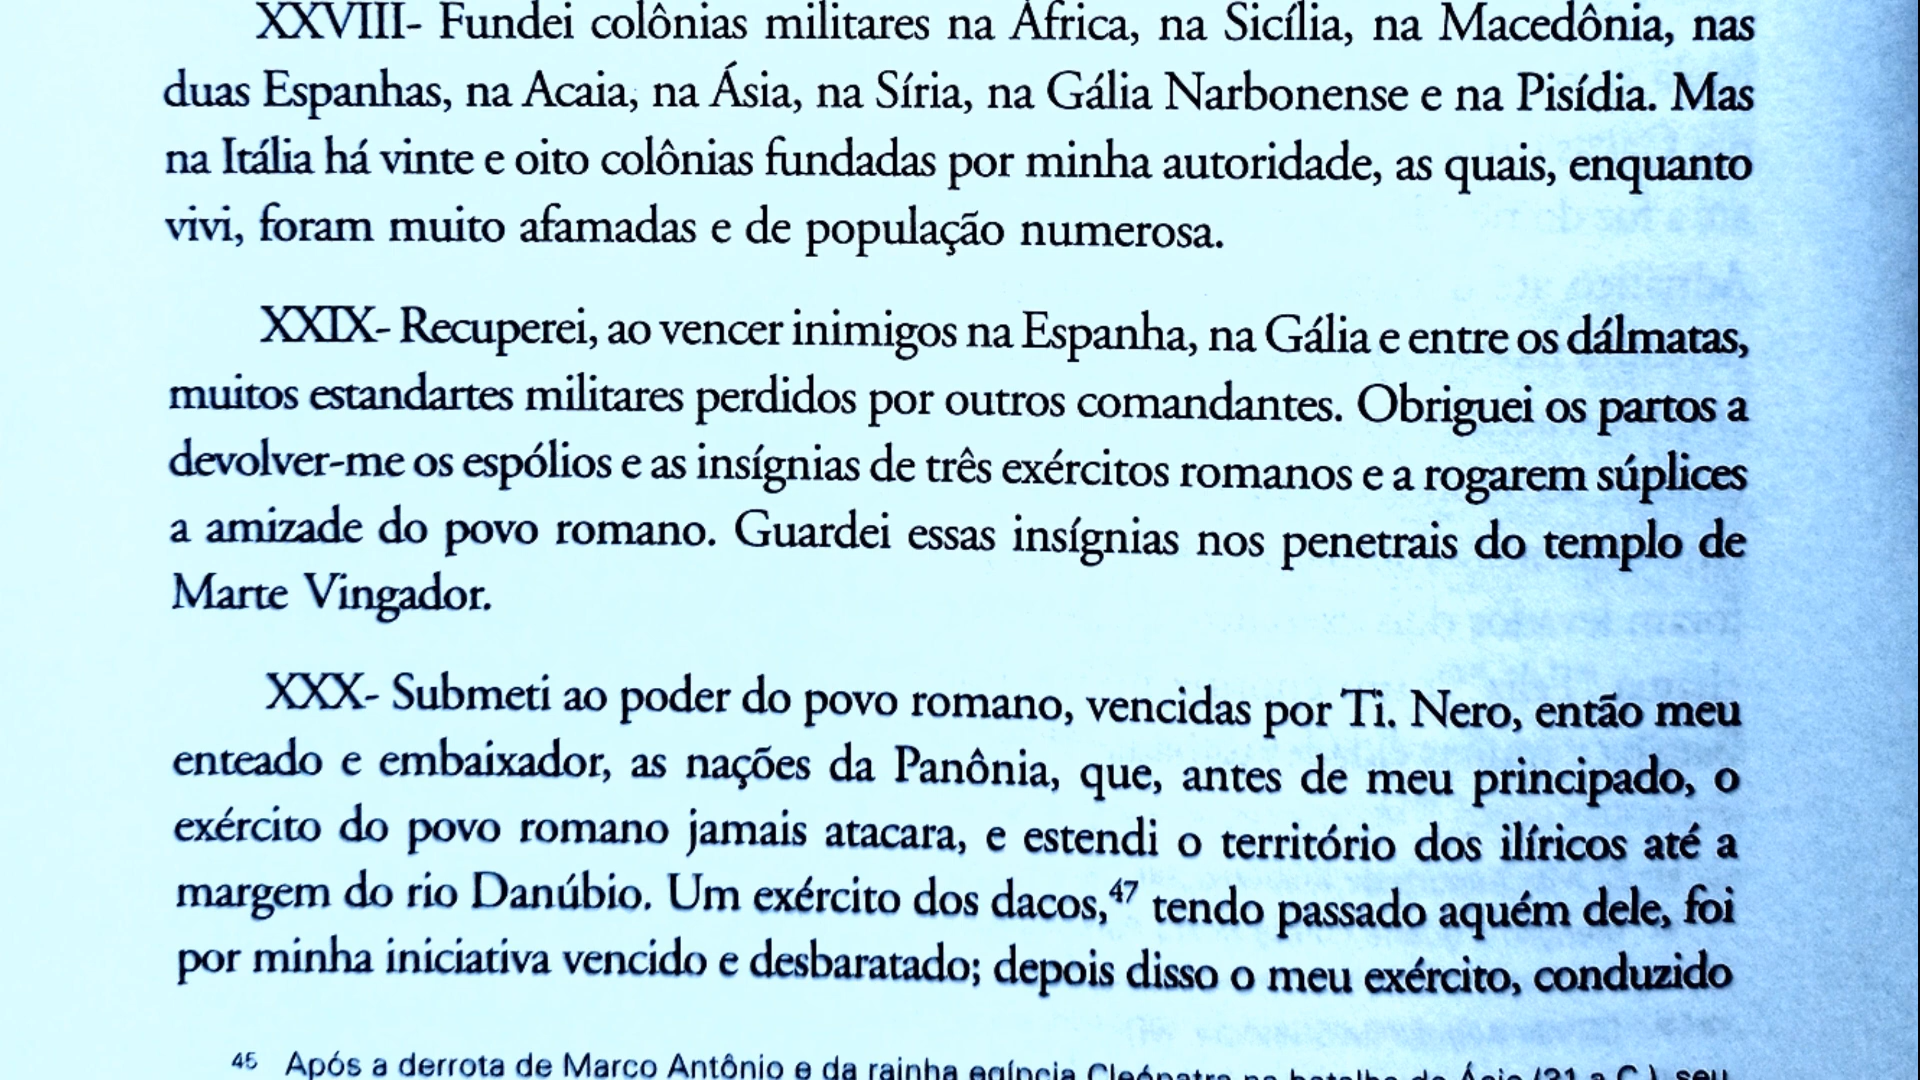 XXVIII- Fundei colônias militares na África, na Sicília, na Macedônia, nas
duas Espanhas, na Acaia, na Ásia, na Síria, na Gália Narbonense e na Pisídia. Mas
na Itália há vinte e oito colônias fundadas por minha autoridade, as quais, enquanto
vivi, foram muito afamadas e de população numerosa.
XXIX- Recuperei, ao vencer inimigos na Espanha, na Gália e entre os dálmatas,
muitos estandartes militares perdidos por outros comandantes. Obriguei os partos a
devolver-me os espólios e as insígnias de três exércitos romanos e a rogarem súplices
a amizade do povo romano. Guardei essas insígnias nos penetrais do templo de
Marte Vingador.
XXX- Submeti ao poder do povo romano, vencidas por Ti. Nero, então meu
enteado e embaixador, as nações da Panônia, que, antes de meu principado, o
exército do povo romano jamais atacara, e estendi o território dos ilíricos até a
margem do rio Danúbio. Um exército dos dacos,47 tendo passado aquém dele, foi
por minha iniciativa vencido e desbaratado; depois disso o meu exército, conduzido
45 Após a derrota de Marco Antônio e da rainha egípcia Cleópatra na batalha de Ácio (31 a.C.), seu